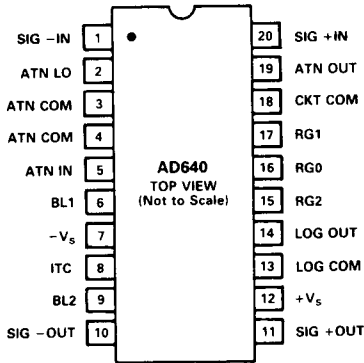 SIG −IN 1 20 SIG +IN
ATN LO 2 19 ATN OUT
ATN COM 3 18 CKT COM
ATN COM 4 17 RG1
ATN IN 5 16 RG0
BL1 6 15 RG2
−Vs 7 14 LOG OUT
ITC 8 13 LOG COM
BL2 9 12 +Vs
SIG −OUT 10 11 SIG +OUT
AD640
TOP VIEW
(Not to Scale)